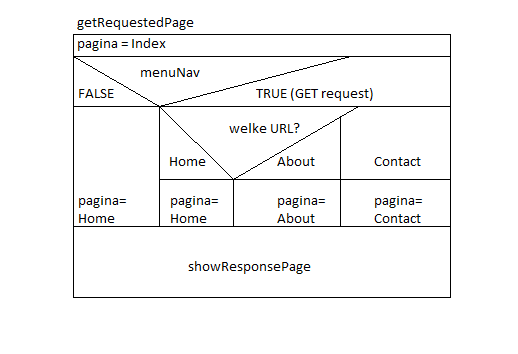 getRequestedPage
pagina = Index
menuNav
FALSE
TRUE (GET request)
welke URL?
Home
About
Contact
pagina=
Home
pagina=
Home
pagina=
About
pagina=
Contact
showResponsePage